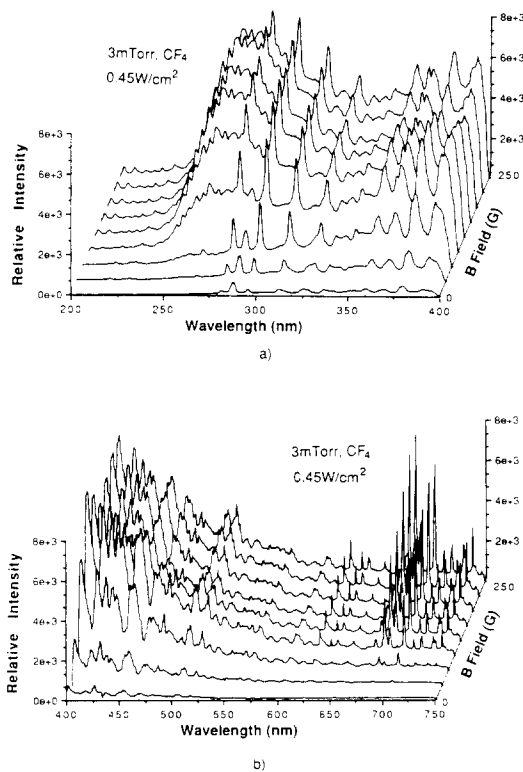 3mTorr, CF4
0.45W/cm2
8e+3
6e+3
4e+3
2e+3
250
0
B Field (G)
8e+3
6e+3
4e+3
2e+3
0e+0
Relative Intensity
200
250
300
350
400
Wavelength (nm)
a)
3mTorr, CF4
0.45W/cm2
8e+3
6e+3
4e+3
2e+3
250
0
B Field (G)
8e+3
6e+3
4e+3
2e+3
0e+0
Relative Intensity
400
450
500
550
600
650
700
750
Wavelength (nm)
b)